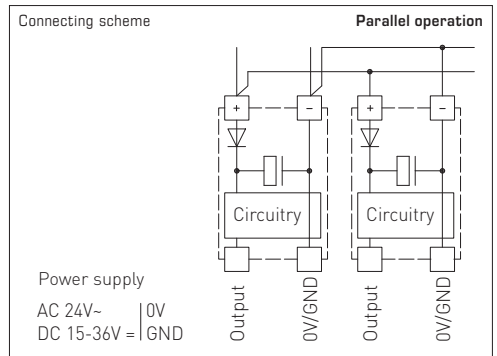 Connecting scheme
Parallel operation
+
−
+
−
Circuitry
Circuitry
Power supply
AC 24V~ | 0V
DC 15-36V = | GND
Output
0V/GND
Output
0V/GND